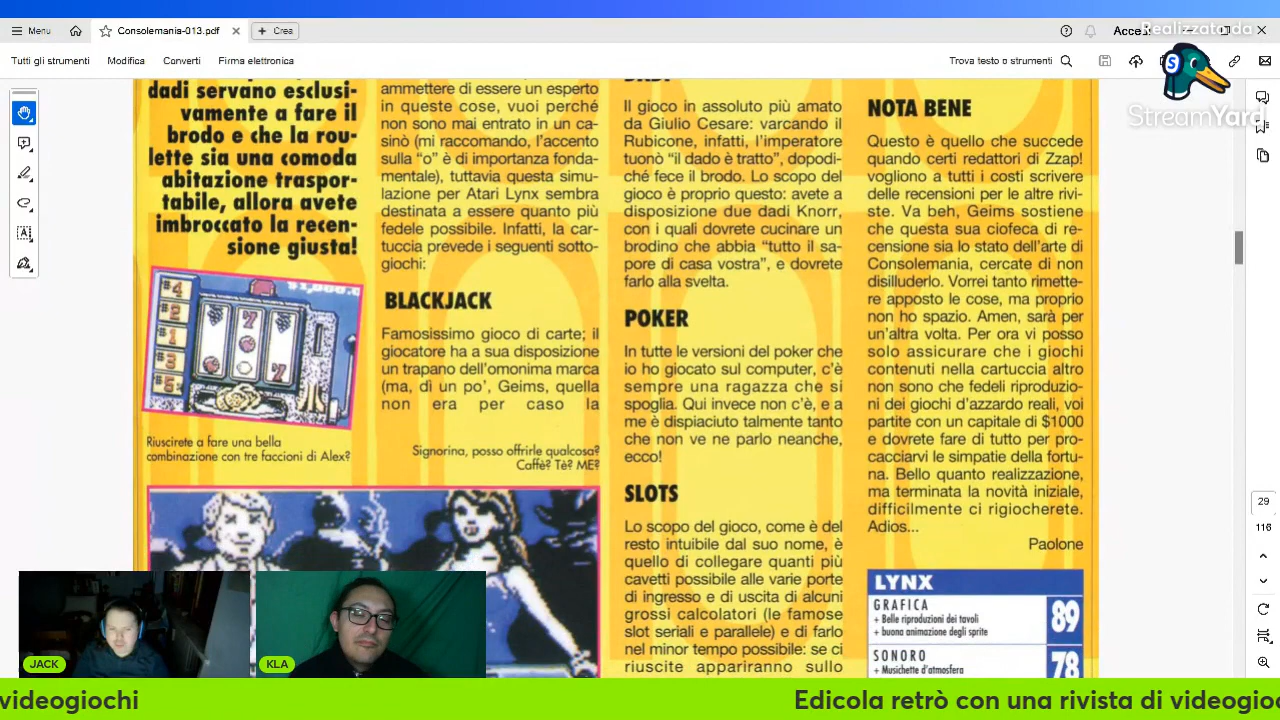 Menu
Consolemania-013.pdf
Crea
Realizzato da
StreamYard
Tutti gli strumenti
Modifica
Converti
Firma elettronica
Trova testo o strumenti
dadi servano esclusi-
vamente a fare il
brodo e che la rou-
lette sia una comoda
abitazione traspor-
tabile, allora avete
imbroccato la recen-
sione giusta!
Riuscirete a fare una bella
combinazione con tre faccioni di Alex?
ammettere di essere un esperto
in queste cose, vuoi perché
non sono mai entrato in un ca-
sinò (mi raccomando, l'accento
sulla "o" è di importanza fonda-
mentale), tuttavia questa simu-
lazione per Atari Lynx sembra
destinata a essere quanto più
fedele possibile. Infatti, la car-
tuccia prevede i seguenti sotto-
giochi:
BLACKJACK
Famosissimo gioco di carte; il
giocatore ha a sua disposizione
un trapano dell'omonima marca
(ma, dì un po', Geims, quella
non era per caso la
Signorina, posso offrirle qualcosa?
Caffè? Tè? ME?
Il gioco in assoluto più amato
da Giulio Cesare: varcando il
Rubicone, infatti, l'imperatore
tuonò "il dado è tratto", dopodi-
ché fece il brodo. Lo scopo del
gioco è proprio questo: avete a
disposizione due dadi Knorr,
con i quali dovrete cucinare un
brodino che abbia "tutto il sa-
pore di casa vostra", e dovrete
farlo alla svelta.
POKER
In tutte le versioni del poker che
io ho giocato sul computer, c'è
sempre una ragazza che si
spoglia. Qui invece non c'è, e a
me è dispiaciuto talmente tanto
che non ve ne parlo neanche,
ecco!
SLOTS
Lo scopo del gioco, come è del
resto intuibile dal suo nome, è
quello di collegare quanti più
cavetti possibile alle varie porte
di ingresso e di uscita di alcuni
grossi calcolatori (le famose
slot seriali e parallele) e di farlo
nel minor tempo possibile: se ci
riuscite appariranno sullo
NOTA BENE
Questo è quello che succede
quando certi redattori di Zzap!
vogliono a tutti i costi scrivere
delle recensioni per le altre rivi-
ste. Va beh, Geims sostiene
che questa sua ciofeca di re-
censione sia lo stato dell'arte di
Consolemania, cercate di non
disilluderlo. Vorrei tanto rimette-
re apposto le cose, ma proprio
non ho spazio. Amen, sarà per
un'altra volta. Per ora vi posso
solo assicurare che i giochi
contenuti nella cartuccia altro
non sono che fedeli riproduzio-
ni dei giochi d'azzardo reali, voi
partite con un capitale di $1000
e dovrete fare di tutto per pro-
cacciarvi le simpatie della fortu-
na. Bello quanto realizzazione,
ma terminata la novità iniziale,
difficilmente ci rigiocherete.
Adios...
Paolone
LYNX
GRAFICA
+ Belle riproduzioni dei tavoli
+ buona animazione degli sprite
89
SONORO
+ Musichette d'atmosfera
78
29
116
JACK
KLA
videogiochi
Edicola retrò con una rivista di videogioc